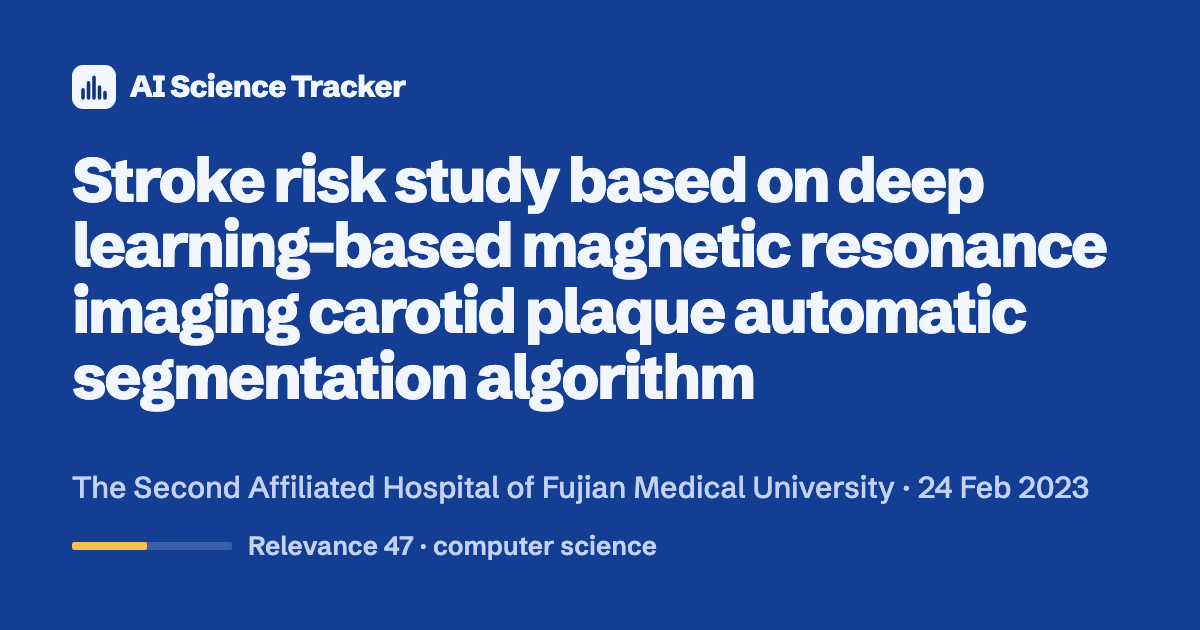 AI Science Tracker
Stroke risk study based on deep
learning-based magnetic resonance
imaging carotid plaque automatic
segmentation algorithm
The Second Affiliated Hospital of Fujian Medical University · 24 Feb 2023
Relevance 47 · computer science